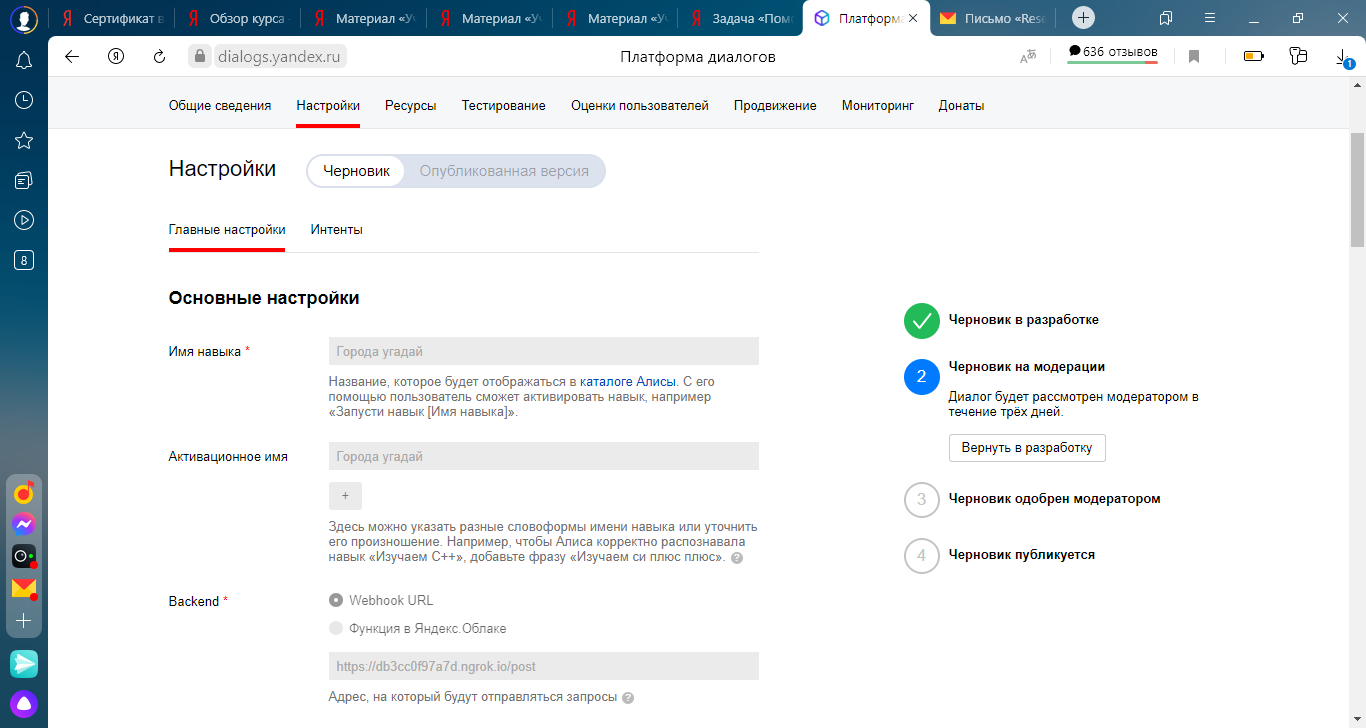 Сертификат в
Обзор курса
Материал «Уч
Материал «Уч
Материал «Уч
Задача «Помо
Платформа
Письмо «Rese
dialogs.yandex.ru
Платформа диалогов
636 отзывов
1
Общие сведения
Настройки
Ресурсы
Тестирование
Оценки пользователей
Продвижение
Мониторинг
Донаты
8
Настройки
Черновик
Опубликованная версия
Главные настройки
Интенты
Основные настройки
Имя навыка *
Города угадай
Название, которое будет отображаться в каталоге Алисы. С его
помощью пользователь сможет активировать навык, например
«Запусти навык [Имя навыка]».
Активационное имя
Города угадай
+
Здесь можно указать разные словоформы имени навыка или уточнить
его произношение. Например, чтобы Алиса корректно распознавала
навык «Изучаем C++», добавьте фразу «Изучаем си плюс плюс». ?
Backend *
Webhook URL
Функция в Яндекс.Облаке
https://db3cc0f97a7d.ngrok.io/post
Адрес, на который будут отправляться запросы ?
Черновик в разработке
2
Черновик на модерации
Диалог будет рассмотрен модератором в
течение трёх дней.
Вернуть в разработку
3
Черновик одобрен модератором
4
Черновик публикуется